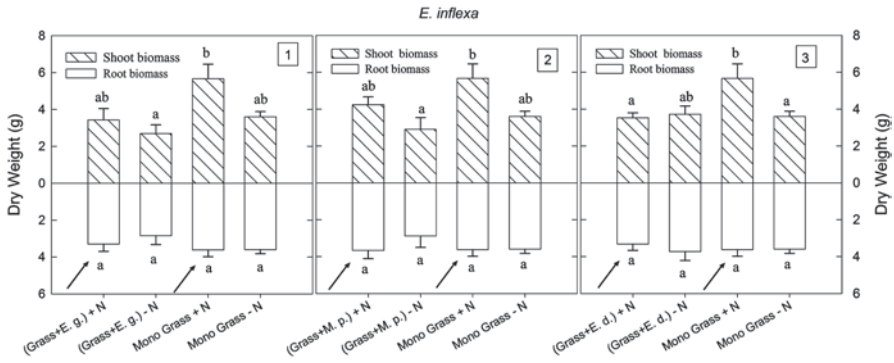 E. inflexa
8
6
4
2
0
2
4
6
Dry Weight (g)
Shoot biomass
Root biomass
1
ab
a
b
ab
a
a
a
a
(Grass+E. g.) + N
(Grass+E. g.) - N
Mono Grass + N
Mono Grass - N
Shoot biomass
Root biomass
2
ab
a
b
ab
a
a
a
a
(Grass+M. p.) + N
(Grass+M. p.) - N
Mono Grass + N
Mono Grass - N
Shoot biomass
Root biomass
3
a
ab
b
a
a
a
a
a
(Grass+E. d.) + N
(Grass+E. d.) - N
Mono Grass + N
Mono Grass - N
8
6
4
2
0
2
4
6
Dry Weight (g)